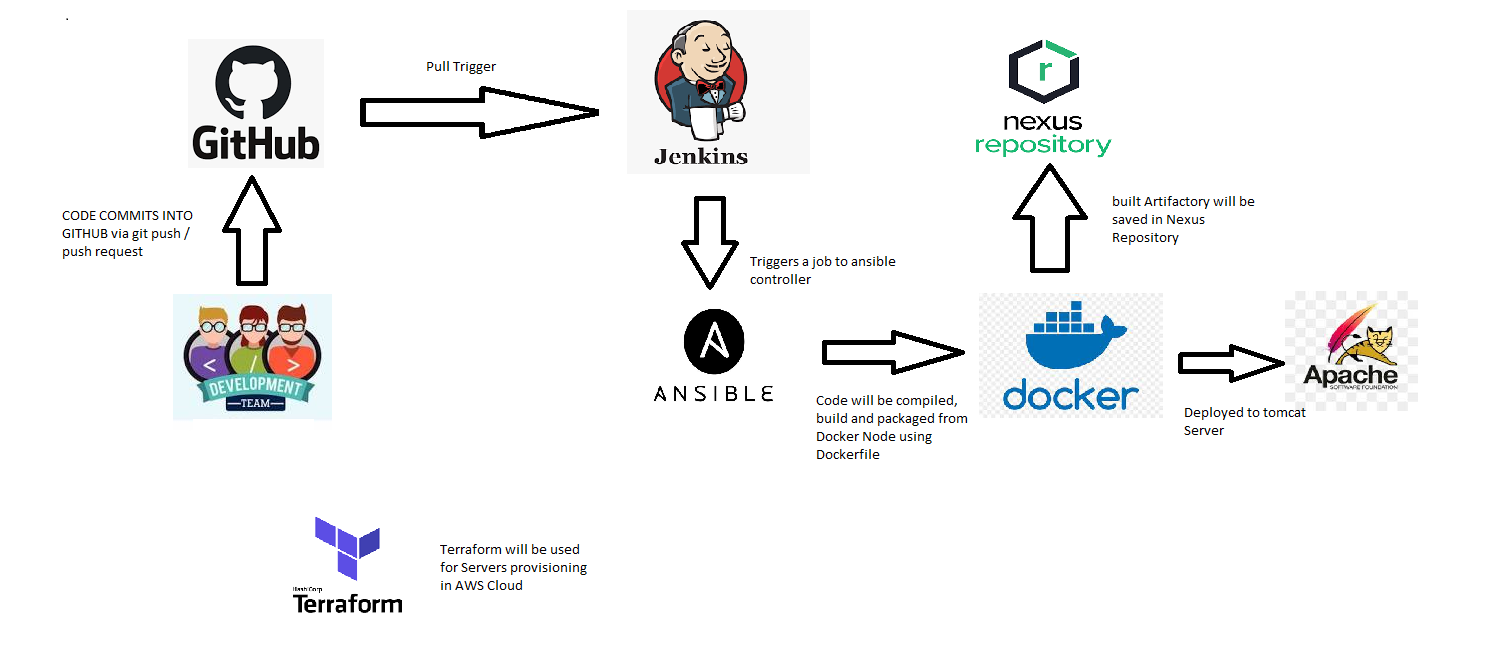 GitHub
Pull Trigger
Jenkins
r
nexus
repository
CODE COMMITS INTO
GITHUB via git push /
push request
built Artifactory will be
saved in Nexus
Repository
Triggers a job to ansible
controller
< / >
DEVELOPMENT
TEAM
ANSIBLE
docker
Apache
SOFTWARE FOUNDATION
Code will be compiled,
build and packaged from
Docker Node using
Dockerfile
Deployed to tomcat
Server
HashiCorp
Terraform
Terraform will be used
for Servers provisioning
in AWS Cloud